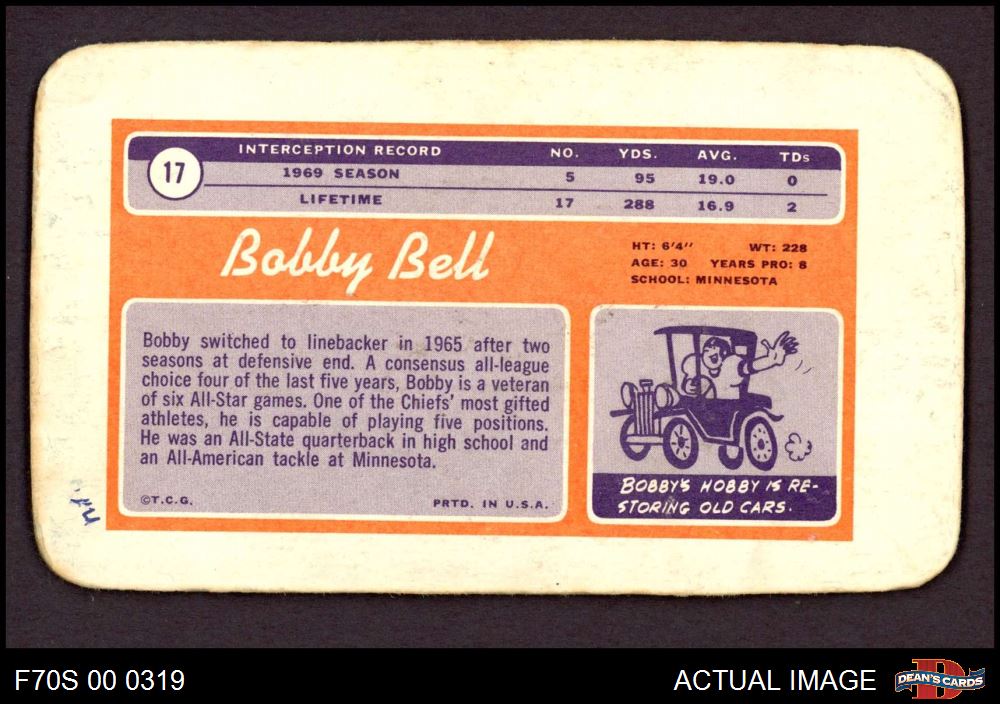 17
INTERCEPTION RECORD NO. YDS. AVG. TDs
1969 SEASON 5 95 19.0 0
LIFETIME 17 288 16.9 2
Bobby Bell
HT: 6'4" WT: 228
AGE: 30 YEARS PRO: 8
SCHOOL: MINNESOTA
Bobby switched to linebacker in 1965 after two
seasons at defensive end. A consensus all-league
choice four of the last five years, Bobby is a veteran
of six All-Star games. One of the Chiefs' most gifted
athletes, he is capable of playing five positions.
He was an All-State quarterback in high school and
an All-American tackle at Minnesota.
©T.C.G. PRTD. IN U.S.A.
BOBBY'S HOBBY IS RE-
STORING OLD CARS.
F70S 00 0319
ACTUAL IMAGE
DEAN'S CARDS